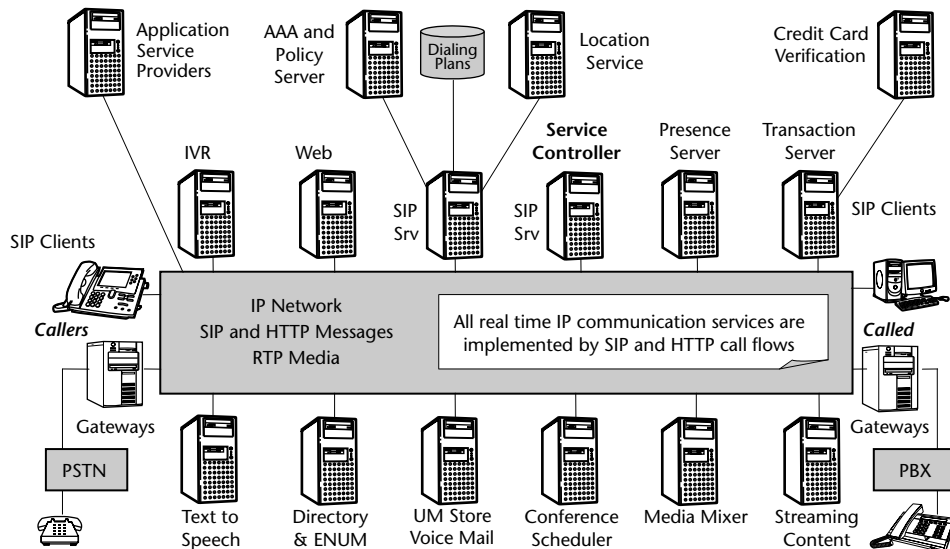 Application
Service
Providers
AAA and
Policy
Server
Dialing
Plans
Location
Service
Credit Card
Verification
IVR
Web
Service
Controller
Presence
Server
Transaction
Server
SIP
Srv
SIP
Srv
SIP Clients
SIP Clients
Callers
Called
IP Network
SIP and HTTP Messages
RTP Media
All real time IP communication services are
implemented by SIP and HTTP call flows
Gateways
Gateways
PSTN
PBX
Text to
Speech
Directory
& ENUM
UM Store
Voice Mail
Conference
Scheduler
Media Mixer
Streaming
Content